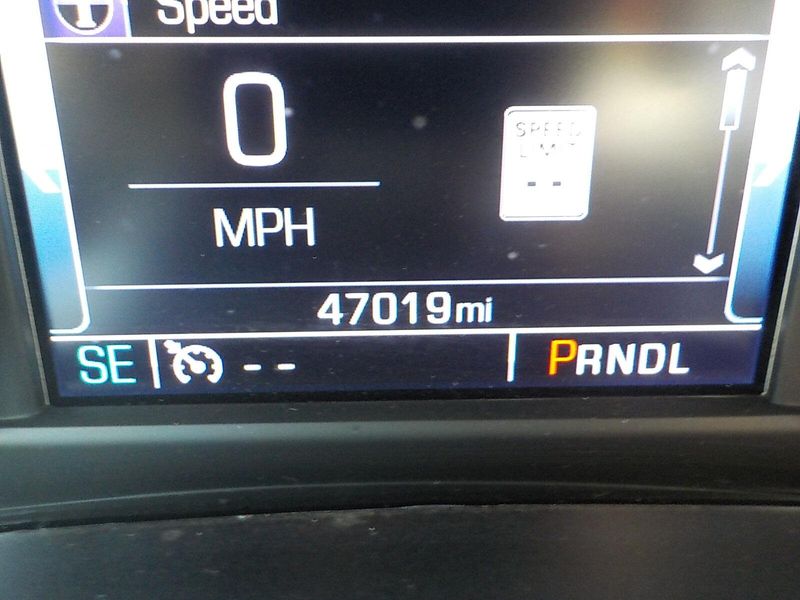 Speed
0
MPH
SPEED
LIMIT
--
47019mi
SE -- PRNDL